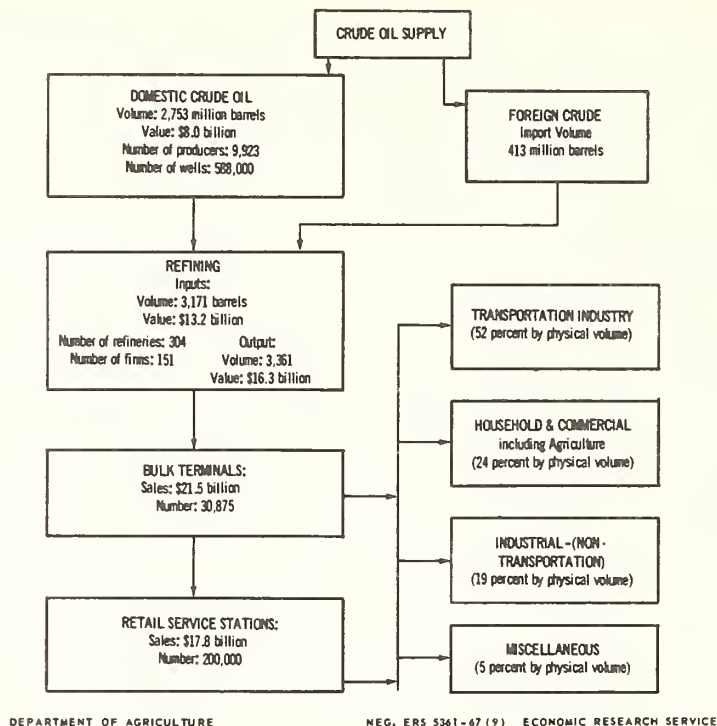 CRUDE OIL SUPPLY
DOMESTIC CRUDE OIL
Volume: 2,753 million barrels
Value: $8.0 billion
Number of producers: 9,923
Number of wells: 588,000
FOREIGN CRUDE
Import Volume
413 million barrels
REFINING
Inputs:
Volume: 3,171 barrels
Value: $13.2 billion
Number of refineries: 304
Number of firms: 151
Output:
Volume: 3,361
Value: $16.3 billion
BULK TERMINALS:
Sales: $21.5 billion
Number: 30,875
RETAIL SERVICE STATIONS:
Sales: $17.8 billion
Number: 200,000
TRANSPORTATION INDUSTRY
(52 percent by physical volume)
HOUSEHOLD & COMMERCIAL
including Agriculture
(24 percent by physical volume)
INDUSTRIAL-(NON-
TRANSPORTATION)
(19 percent by physical volume)
MISCELLANEOUS
(5 percent by physical volume)
DEPARTMENT OF AGRICULTURE
NEG. ERS 5361-67 (9) ECONOMIC RESEARCH SERVICE